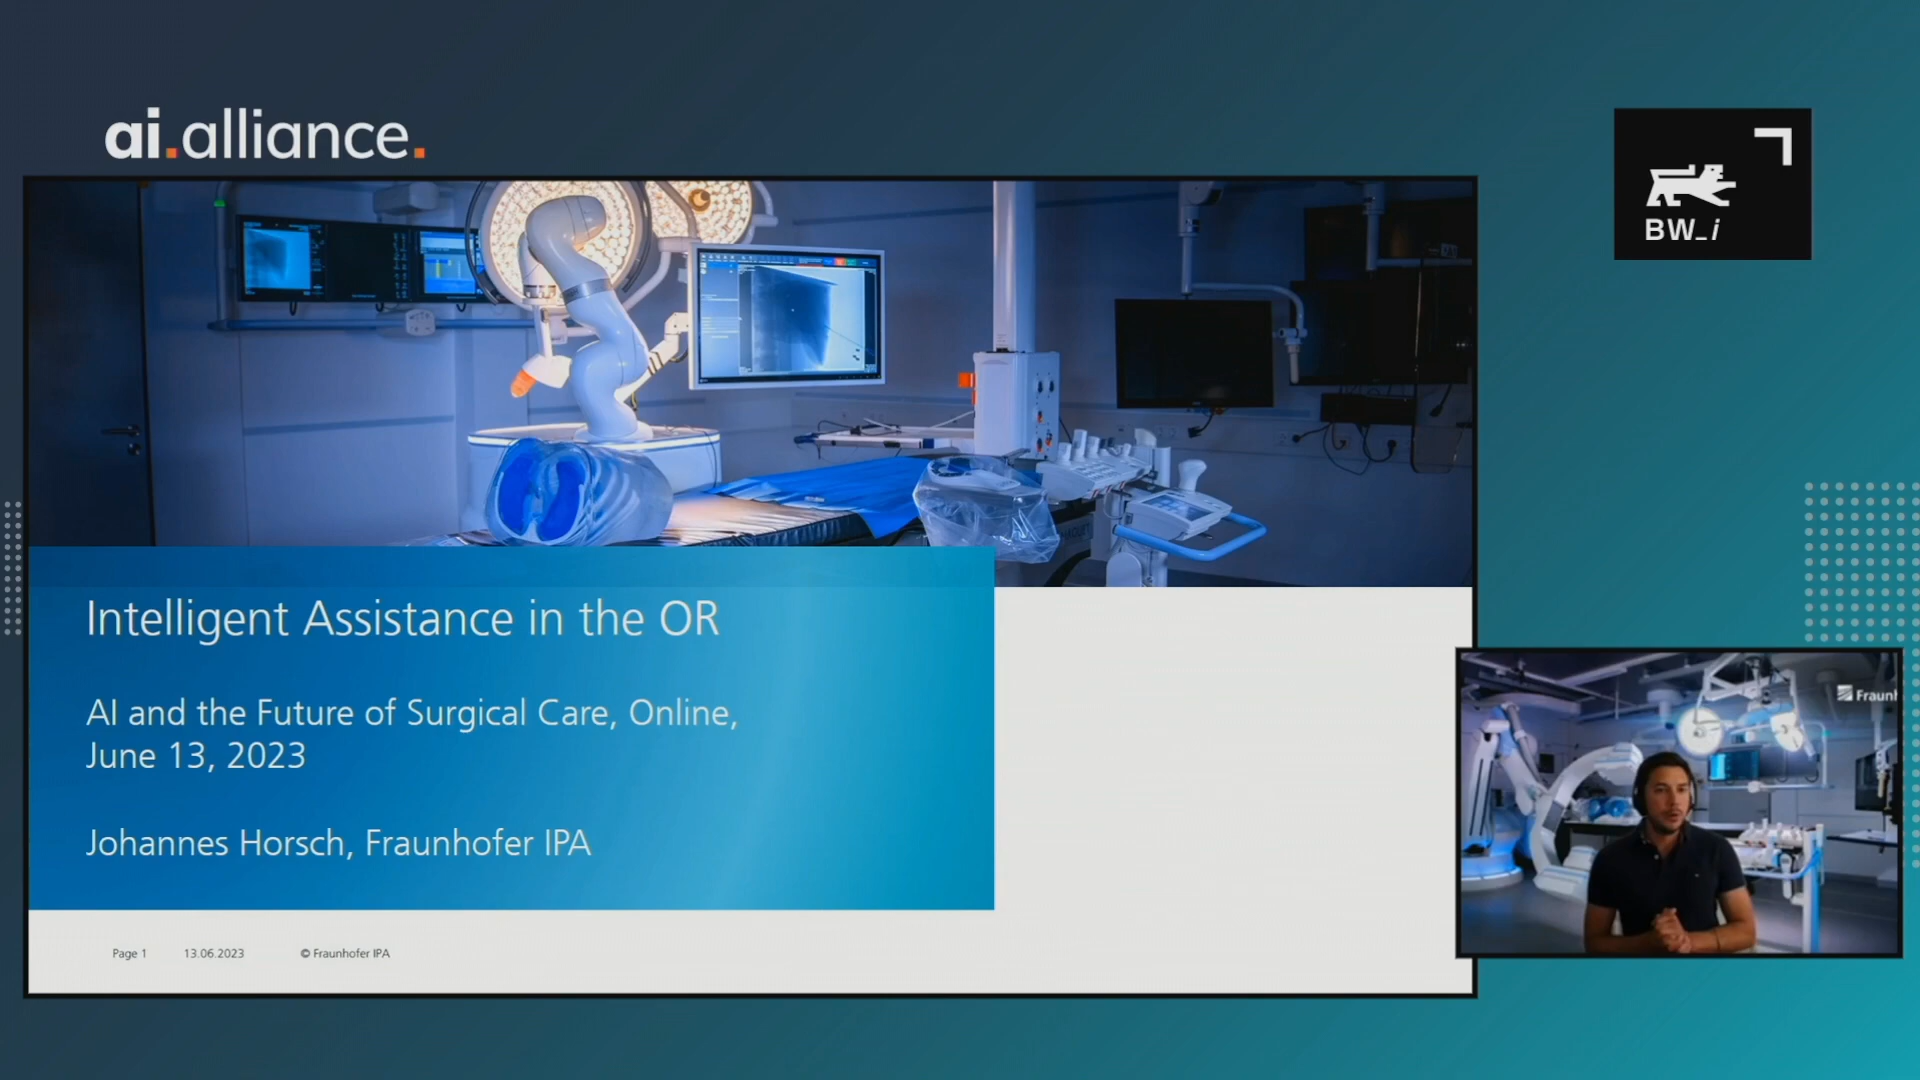 ai.alliance.
BW_i
Intelligent Assistance in the OR
AI and the Future of Surgical Care, Online,
June 13, 2023
Johannes Horsch, Fraunhofer IPA
Page 1 13.06.2023 © Fraunhofer IPA
Fraunh